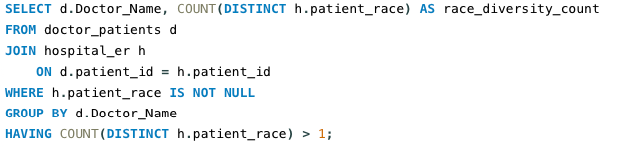 SELECT d.Doctor_Name, COUNT(DISTINCT h.patient_race) AS race_diversity_count
FROM doctor_patients d
JOIN hospital_er h
    ON d.patient_id = h.patient_id
WHERE h.patient_race IS NOT NULL
GROUP BY d.Doctor_Name
HAVING COUNT(DISTINCT h.patient_race) > 1;